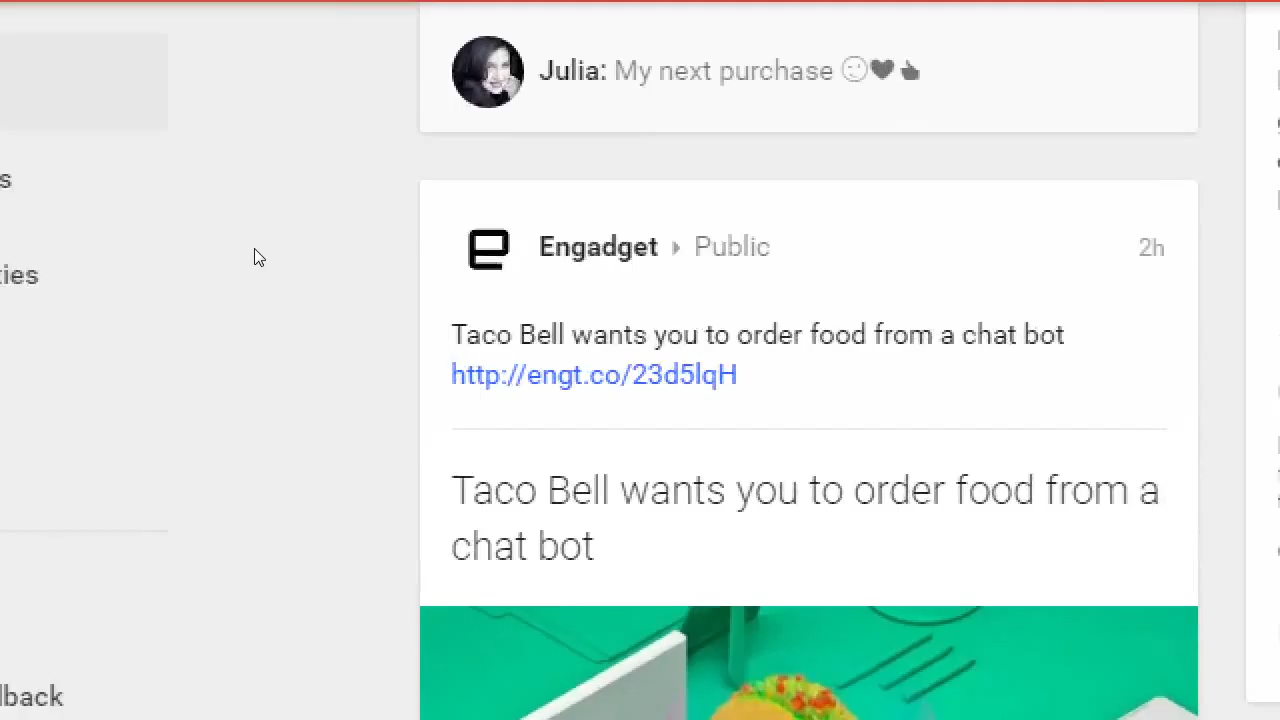 Julia: My next purchase 🙂❤👍
s
Engadget ▸ Public 2h
ties
Taco Bell wants you to order food from a chat bot
http://engt.co/23d5lqH
Taco Bell wants you to order food from a
chat bot
lback